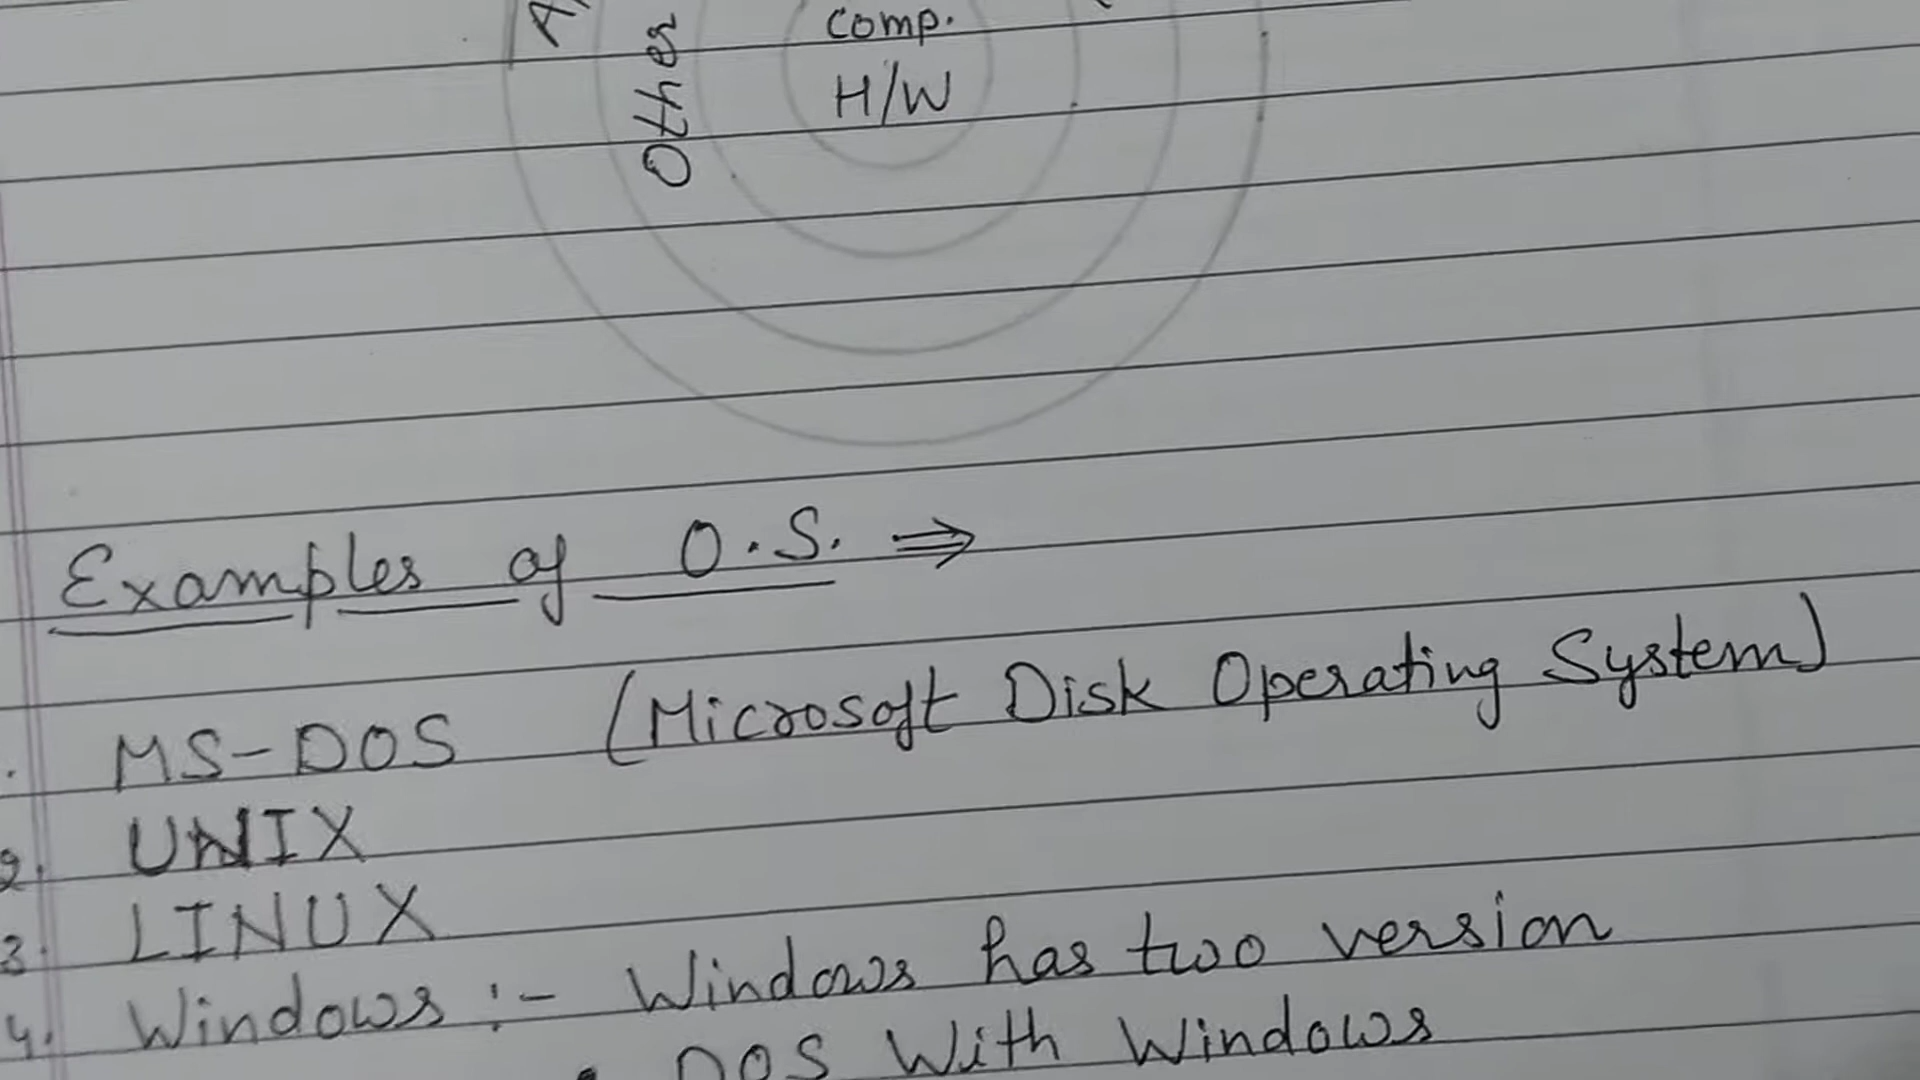 comp.
H/W
Other
Examples of O.S. ⇒
MS-DOS (Microsoft Disk Operating System)
2. UNIX
3. LINUX
4. Windows :- Windows has two version
• DOS With Windows